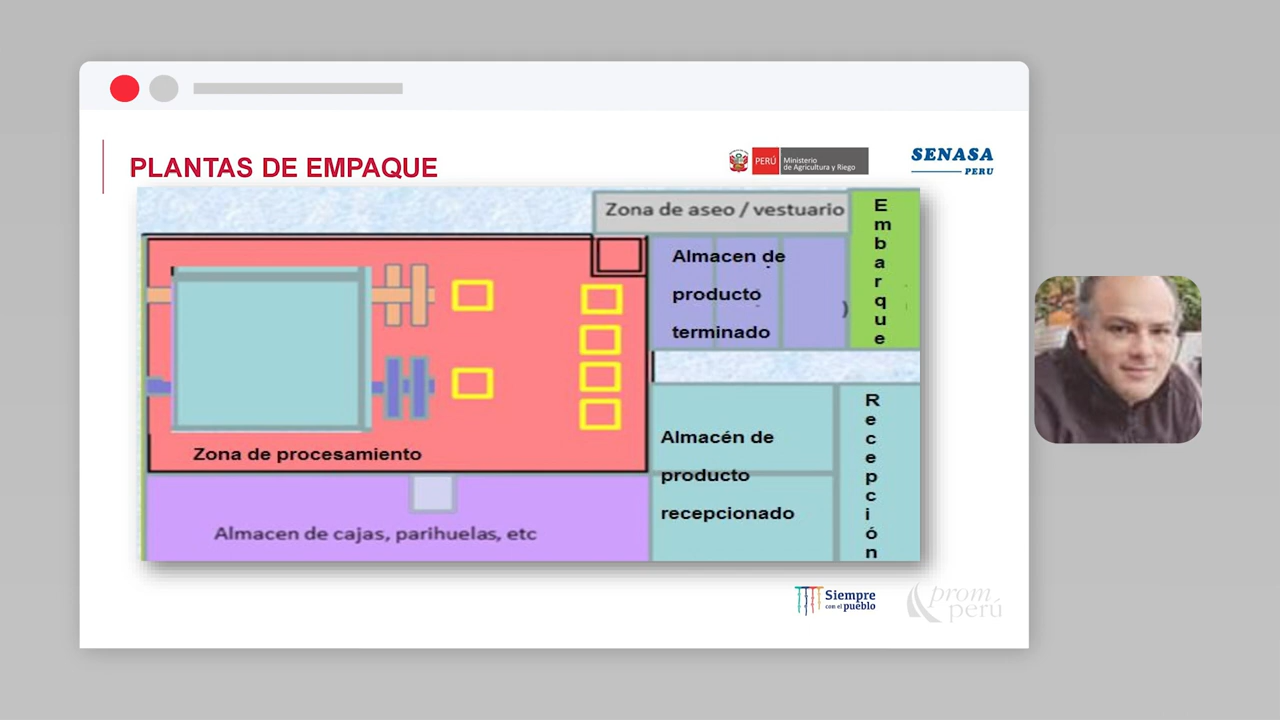 PLANTAS DE EMPAQUE
PERÚ
Ministerio
de Agricultura y Riego
SENASA
PERU
Zona de aseo / vestuario
Embarque
Almacen de
producto
terminado
)
Zona de procesamiento
Almacén de
producto
recepcionado
Recepción
Almacen de cajas, parihuelas, etc
Siempre
con el pueblo
prom
perú